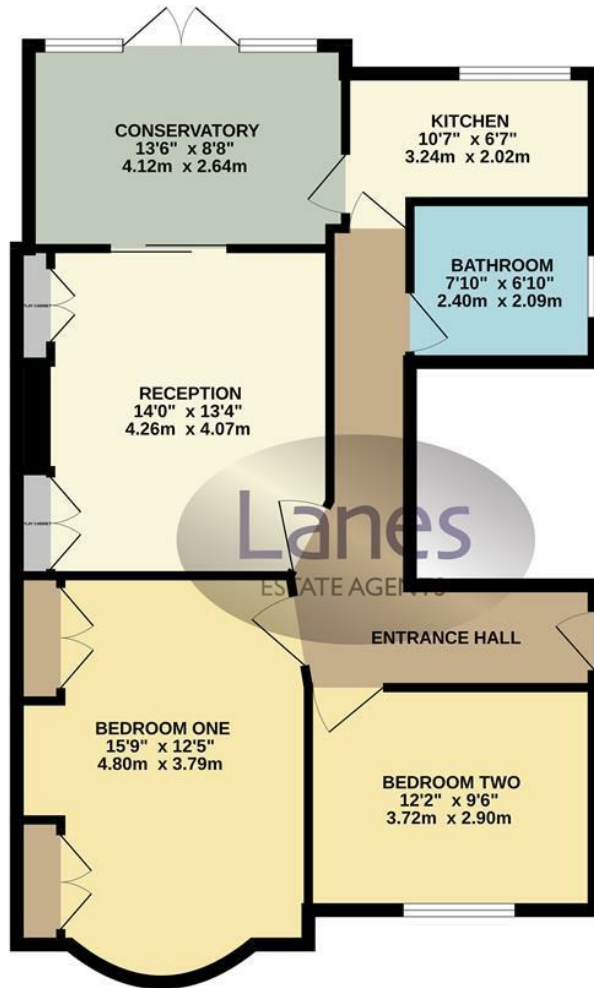 CONSERVATORY
13'6" x 8'8"
4.12m x 2.64m
KITCHEN
10'7" x 6'7"
3.24m x 2.02m
BATHROOM
7'10" x 6'10"
2.40m x 2.09m
RECEPTION
14'0" x 13'4"
4.26m x 4.07m
Lanes
ESTATE AGENTS
ENTRANCE HALL
BEDROOM ONE
15'9" x 12'5"
4.80m x 3.79m
BEDROOM TWO
12'2" x 9'6"
3.72m x 2.90m